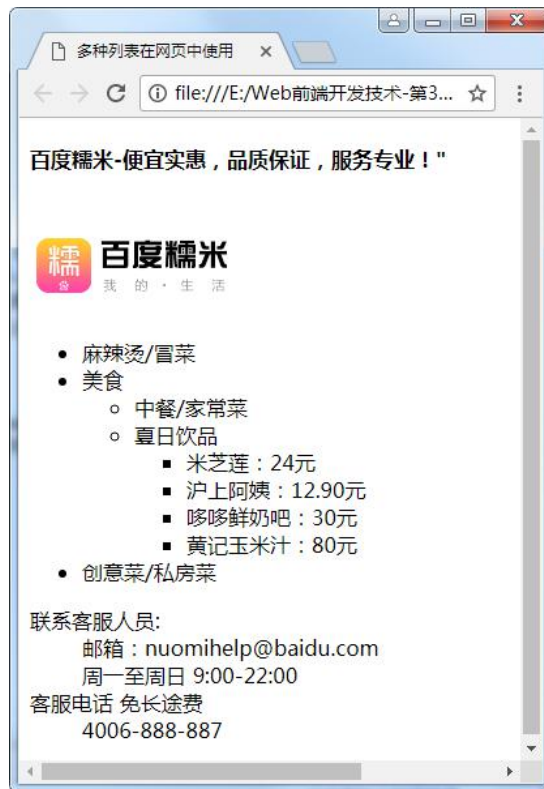 多种列表在网页中使用
file:///E:/Web前端开发技术-第3...
百度糯米-便宜实惠，品质保证，服务专业！"
糯 百度糯米
我的·生活
麻辣烫/冒菜
美食
中餐/家常菜
夏日饮品
米芝莲：24元
沪上阿姨：12.90元
哆哆鲜奶吧：30元
黄记玉米汁：80元
创意菜/私房菜
联系客服人员:
邮箱：nuomihelp@baidu.com
周一至周日 9:00-22:00
客服电话 免长途费
4006-888-887